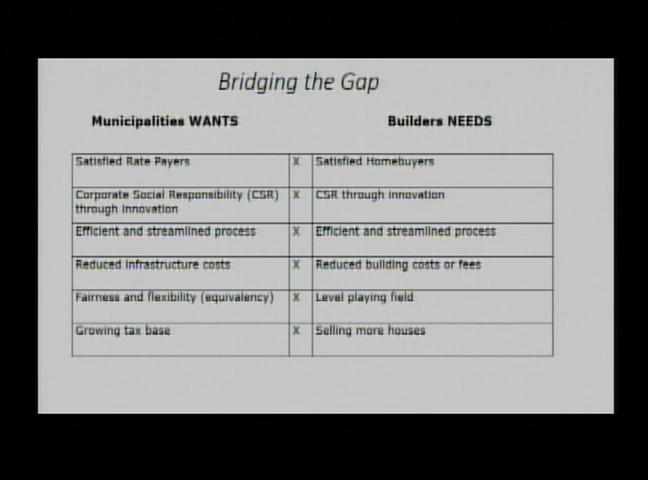 Bridging the Gap
Municipalities WANTS
Builders NEEDS
Satisfied Rate Payers X Satisfied Homebuyers
Corporate Social Responsibility (CSR) X CSR through innovation
through innovation
Efficient and streamlined process X Efficient and streamlined process
Reduced infrastructure costs X Reduced building costs or fees
Fairness and flexibility (equivalency) X Level playing field
Growing tax base X Selling more houses